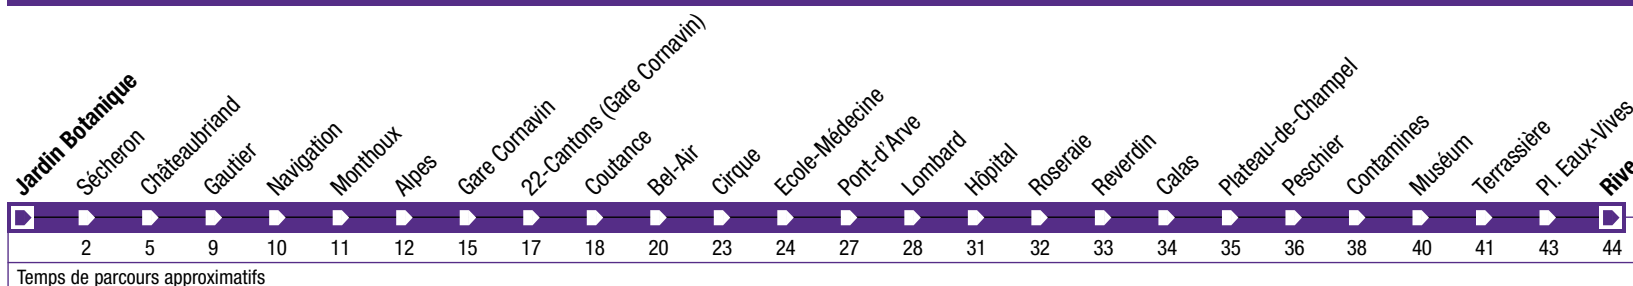 Jardin Botanique
Sécheron
Châteaubriand
Gautier
Navigation
Monthoux
Alpes
Gare Cornavin
22-Cantons (Gare Cornavin)
Coutance
Bel-Air
Cirque
Ecole-Médecine
Pont-d'Arve
Lombard
Hôpital
Roseraie
Reverdin
Calas
Plateau-de-Champel
Peschier
Contamines
Muséum
Terrassière
Pl. Eaux-Vives
Rive
2 5 9 10 11 12 15 17 18 20 23 24 27 28 31 32 33 34 35 36 38 40 41 43 44
Temps de parcours approximatifs